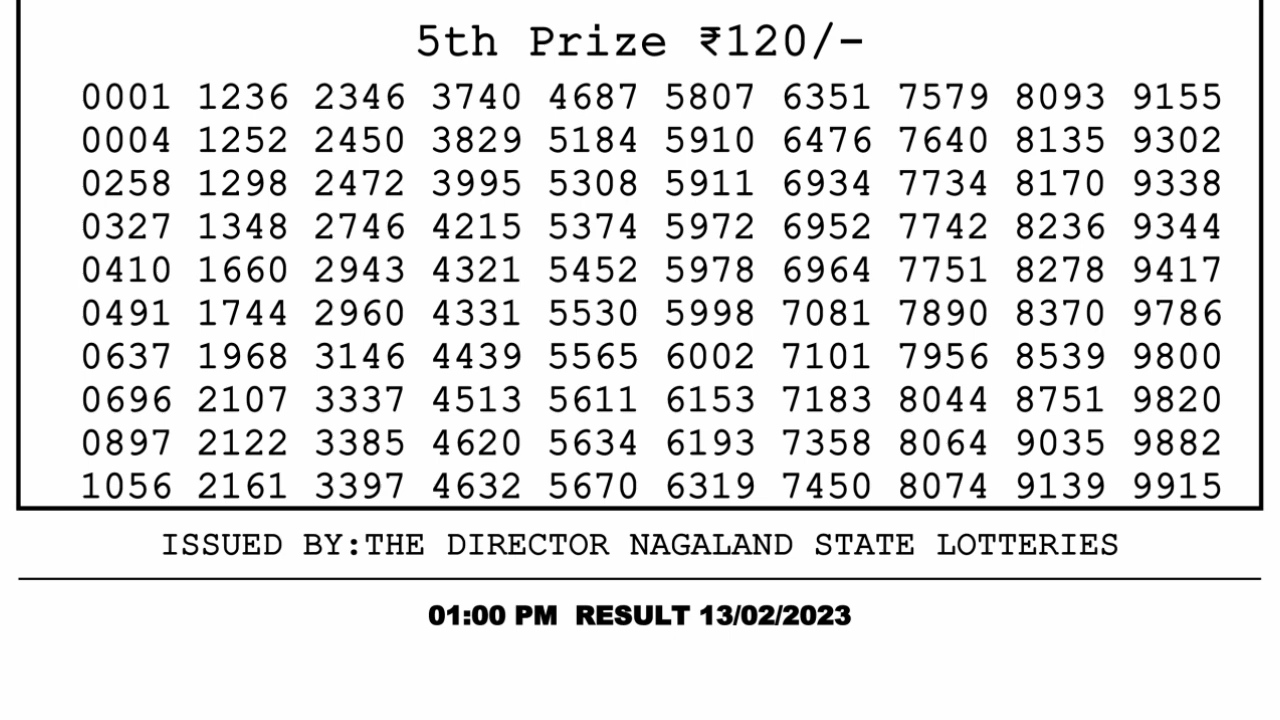 5th Prize ₹120/-
0001 1236 2346 3740 4687 5807 6351 7579 8093 9155
0004 1252 2450 3829 5184 5910 6476 7640 8135 9302
0258 1298 2472 3995 5308 5911 6934 7734 8170 9338
0327 1348 2746 4215 5374 5972 6952 7742 8236 9344
0410 1660 2943 4321 5452 5978 6964 7751 8278 9417
0491 1744 2960 4331 5530 5998 7081 7890 8370 9786
0637 1968 3146 4439 5565 6002 7101 7956 8539 9800
0696 2107 3337 4513 5611 6153 7183 8044 8751 9820
0897 2122 3385 4620 5634 6193 7358 8064 9035 9882
1056 2161 3397 4632 5670 6319 7450 8074 9139 9915
ISSUED BY:THE DIRECTOR NAGALAND STATE LOTTERIES
01:00 PM RESULT 13/02/2023